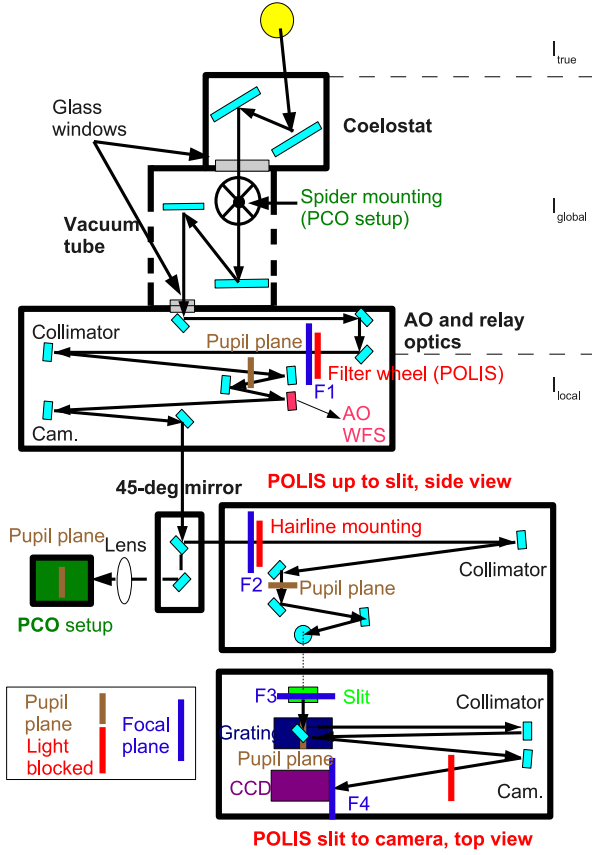 I true
Glass
windows
Coelostat
Spider mounting
(PCO setup)
I global
Vacuum
tube
AO and relay
optics
Collimator
Pupil plane
Filter wheel (POLIS)
F1
I local
AO
WFS
Cam.
45-deg mirror
POLIS up to slit, side view
Hairline mounting
Pupil plane
Lens
Collimator
F2
Pupil plane
PCO setup
F3
Slit
Collimator
Grating
Pupil plane
CCD
F4
Cam.
Pupil
plane
Light
blocked
Focal
plane
POLIS slit to camera, top view